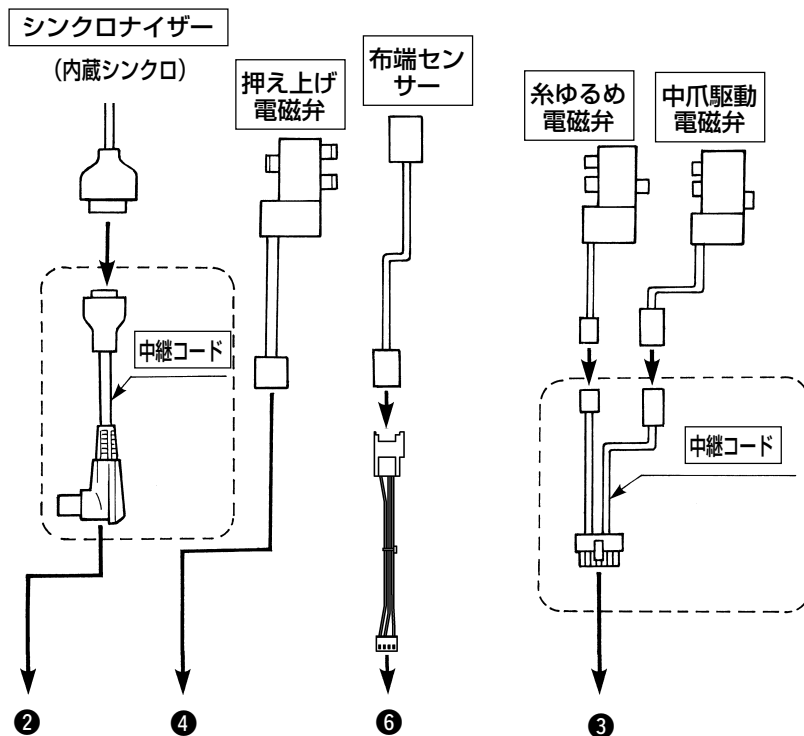 シンクロナイザー
（内蔵シンクロ）
押え上げ
電磁弁
布端セン
サー
糸ゆるめ
電磁弁
中爪駆動
電磁弁
中継コード
中継コード
❷
❹
❻
❸